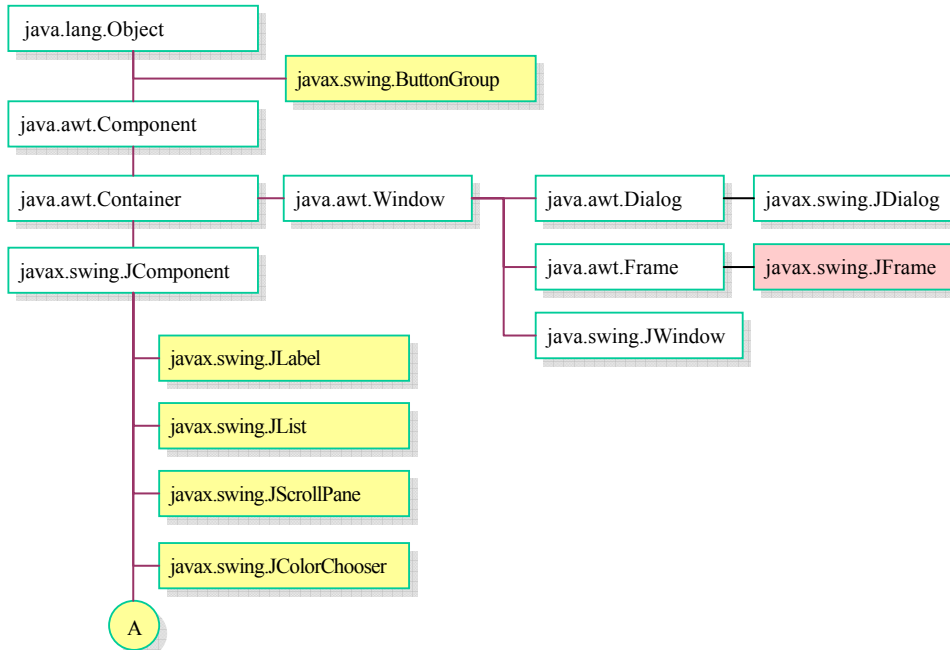 java.lang.Object
javax.swing.ButtonGroup
java.awt.Component
java.awt.Container
java.awt.Window
java.awt.Dialog
javax.swing.JDialog
javax.swing.JComponent
java.awt.Frame
javax.swing.JFrame
java.swing.JWindow
javax.swing.JLabel
javax.swing.JList
javax.swing.JScrollPane
javax.swing.JColorChooser
A